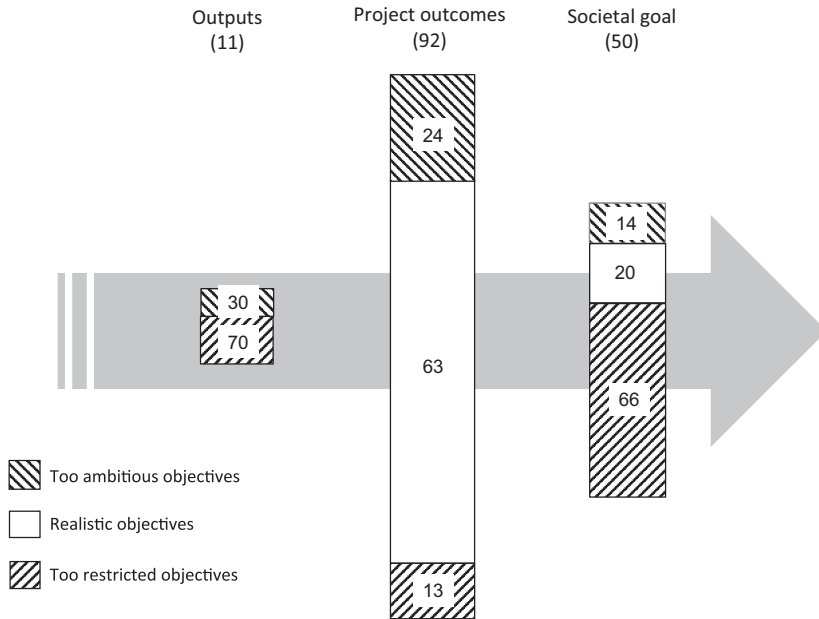 Outputs
(11)
Project outcomes
(92)
Societal goal
(50)
24
14
20
30
70
63
66
13
Too ambitious objectives
Realistic objectives
Too restricted objectives